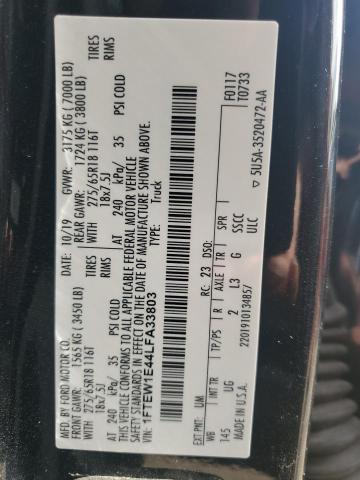 MFD. BY FORD MOTOR CO. DATE: 10/19 GVWR: 3175 KG ( 7000 LB)
FRONT GAWR: 1565 KG ( 3450 LB) REAR GAWR: 1724 KG ( 3800 LB)
WITH 275/65R18 116T TIRES WITH 275/65R18 116T TIRES
18x7.5J RIMS 18x7.5J RIMS
AT 240 kPa/ 35 PSI COLD AT 240 kPa/ 35 PSI COLD
THIS VEHICLE CONFORMS TO ALL APPLICABLE FEDERAL MOTOR VEHICLE
SAFETY STANDARDS IN EFFECT ON THE DATE OF MANUFACTURE SHOWN ABOVE.
VIN: 1FTEW1E44LFA33803 TYPE: Truck
F0117
T0733
EXT PNT: UM RC: 23 DSO:
WB INT TR TP/PS R AXLE TR SPR
145 UG 2 L3 G SSCC
MADE IN U.S.A. 220191013485/ ULC
5U5A-3520472-AA